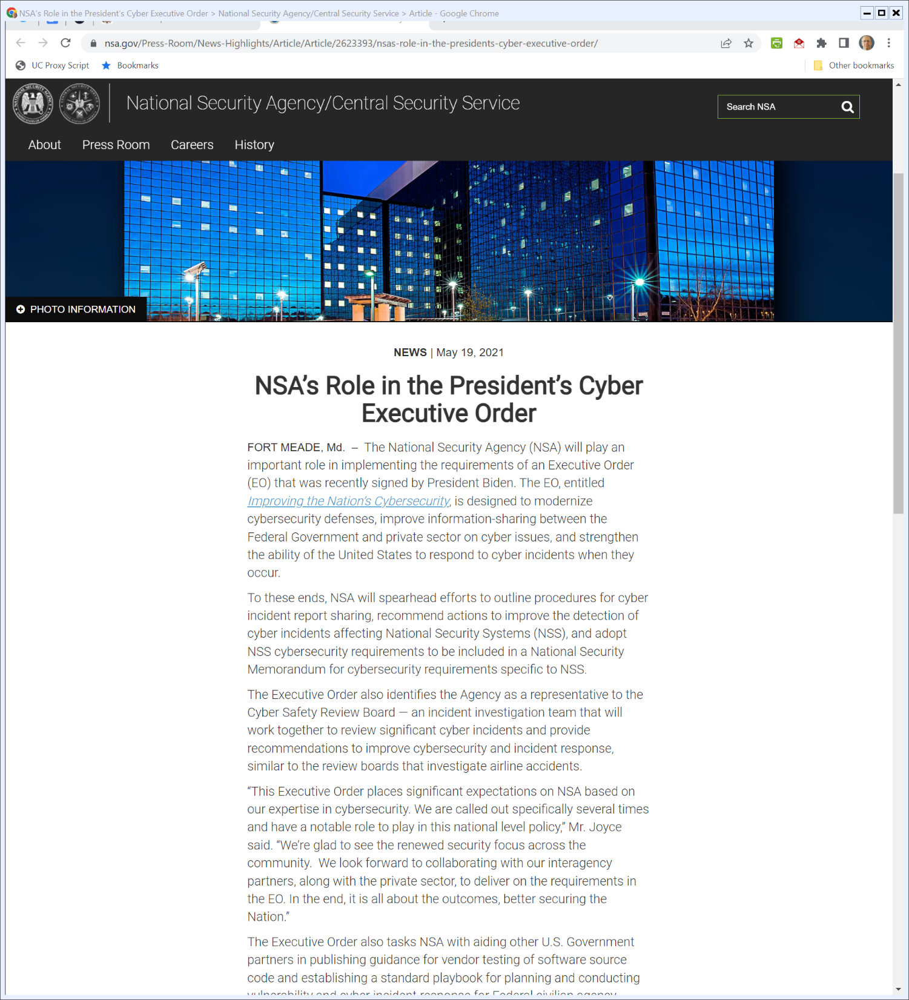 NSA's Role in the President's Cyber Executive Order > National Security Agency/Central Security Service > Article - Google Chrome
nsa.gov/Press-Room/News-Highlights/Article/Article/2623393/nsas-role-in-the-presidents-cyber-executive-order/
UC Proxy Script
Bookmarks
Other bookmarks
National Security Agency/Central Security Service
Search NSA
About
Press Room
Careers
History
PHOTO INFORMATION
NEWS | May 19, 2021
NSA’s Role in the President’s Cyber
Executive Order
FORT MEADE, Md. – The National Security Agency (NSA) will play an
important role in implementing the requirements of an Executive Order
(EO) that was recently signed by President Biden. The EO, entitled
Improving the Nation’s Cybersecurity, is designed to modernize
cybersecurity defenses, improve information-sharing between the
Federal Government and private sector on cyber issues, and strengthen
the ability of the United States to respond to cyber incidents when they
occur.
To these ends, NSA will spearhead efforts to outline procedures for cyber
incident report sharing, recommend actions to improve the detection of
cyber incidents affecting National Security Systems (NSS), and adopt
NSS cybersecurity requirements to be included in a National Security
Memorandum for cybersecurity requirements specific to NSS.
The Executive Order also identifies the Agency as a representative to the
Cyber Safety Review Board — an incident investigation team that will
work together to review significant cyber incidents and provide
recommendations to improve cybersecurity and incident response,
similar to the review boards that investigate airline accidents.
“This Executive Order places significant expectations on NSA based on
our expertise in cybersecurity. We are called out specifically several times
and have a notable role to play in this national level policy,” Mr. Joyce
said. “We’re glad to see the renewed security focus across the
community.  We look forward to collaborating with our interagency
partners, along with the private sector, to deliver on the requirements in
the EO. In the end, it is all about the outcomes, better securing the
Nation.”
The Executive Order also tasks NSA with aiding other U.S. Government
partners in publishing guidance for vendor testing of software source
code and establishing a standard playbook for planning and conducting
vulnerability and cyber incident response for Federal civilian agency